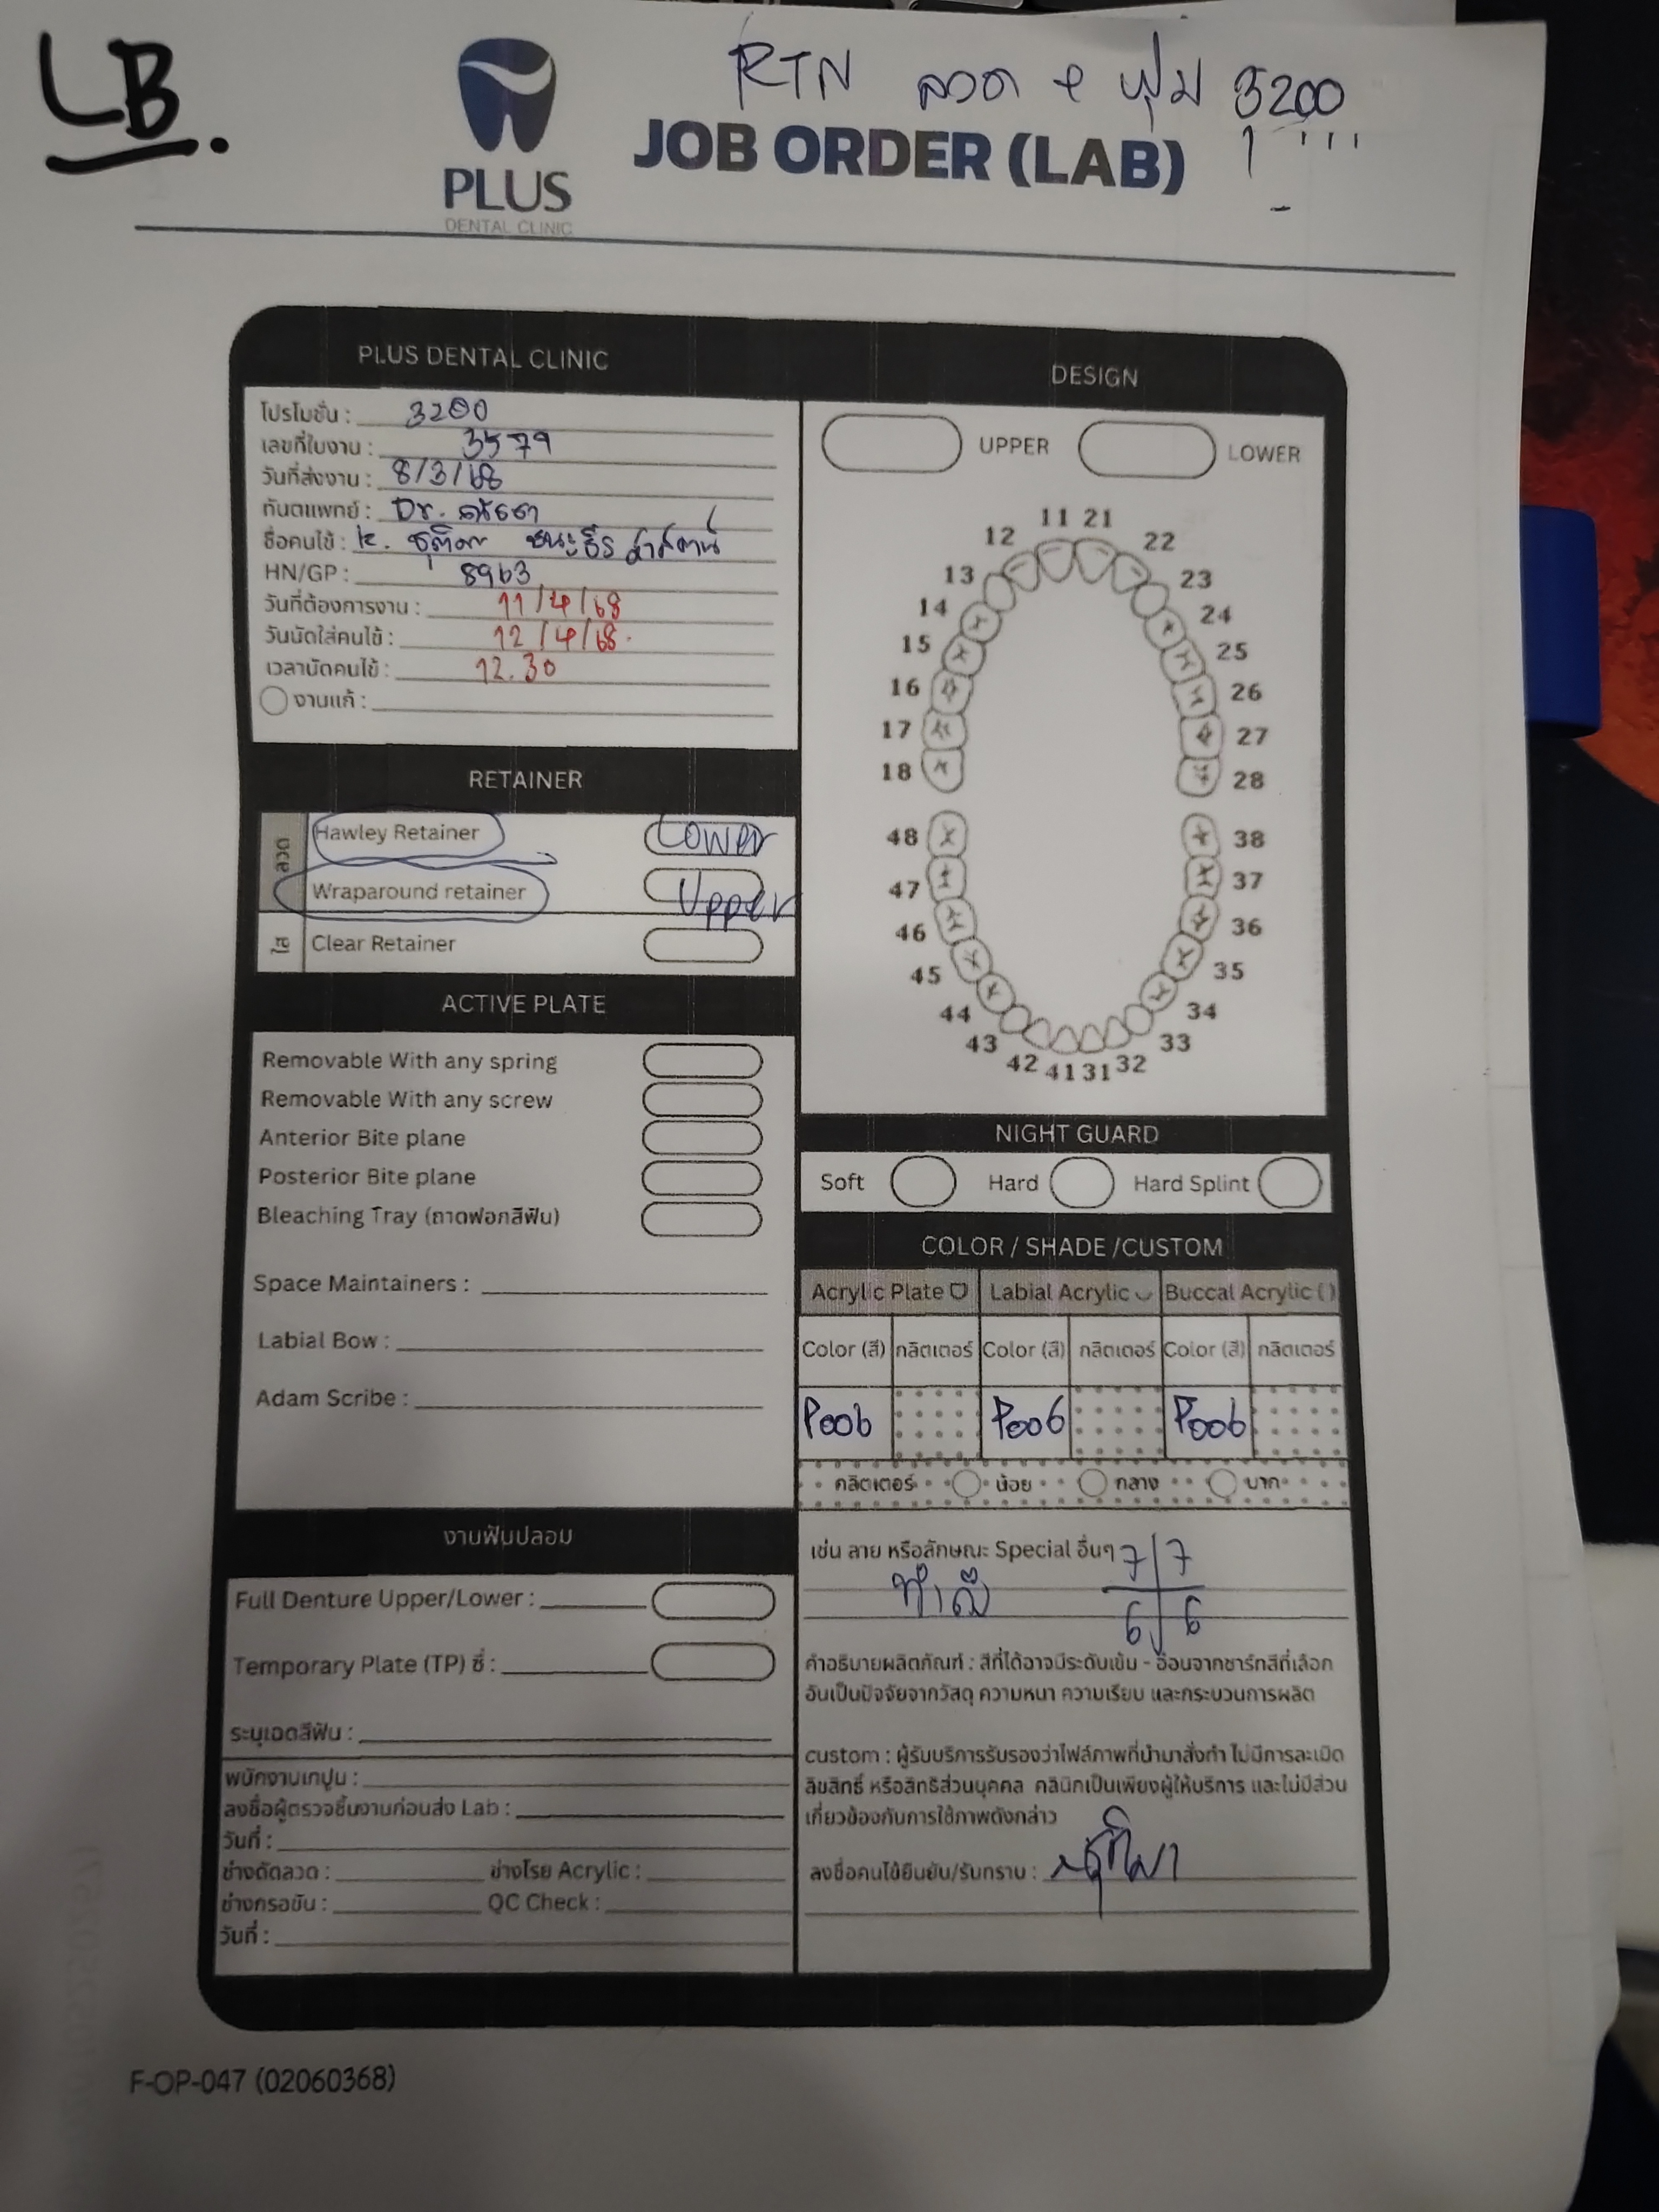 LB.
RTN ลวด
3200
PLUS
DENTAL CLINIC
JOB ORDER (LAB)
PLUS DENTAL CLINIC
โปรโมชั่น : 3200
เลขที่ใบงาน : 3579
วันที่ส่งงาน : 8/3/68
ทันตแพทย์ : Dr.
ชื่อคนไข้ :
HN/GP : 8963
วันที่ต้องการงาน : 11/4/68
วันนัดใส่คนไข้ : 12/4/68.
เวลานัดคนไข้ : 12.30
งานแก้ :
RETAINER
ลวด
Hawley Retainer Lower
Wraparound retainer Upper
ใส
Clear Retainer
ACTIVE PLATE
Removable With any spring
Removable With any screw
Anterior Bite plane
Posterior Bite plane
Bleaching Tray (ถาดฟอกสีฟัน)
Space Maintainers :
Labial Bow :
Adam Scribe :
งานฟันปลอม
Full Denture Upper/Lower :
Temporary Plate (TP) ซี่ :
ระบุเฉดสีฟัน :
พนักงานเทปูน :
ลงชื่อผู้ตรวจชิ้นงานก่อนส่ง Lab :
วันที่ :
ช่างดัดลวด : ช่างโรย Acrylic :
ช่างกรอขัน : QC Check :
วันที่ :
DESIGN
UPPER LOWER
11 21
12 22
13 23
14 24
15 25
16 26
17 27
18 28
48 38
47 37
46 36
45 35
44 34
43 33
42 41 31 32
NIGHT GUARD
Soft Hard Hard Splint
COLOR / SHADE /CUSTOM
Acrylic Plate Labial Acrylic Buccal Acrylic ( )
Color (สี) กลิตเตอร์ Color (สี) กลิตเตอร์ Color (สี) กลิตเตอร์
P006 P006 P006
กลิตเตอร์ น้อย กลาง มาก
เช่น ลาย หรือลักษณะ Special อื่นๆ 7 7
ทำสี 6 6
คำอธิบายผลิตภัณฑ์ : สีที่ได้อาจมีระดับเข้ม - อ่อนจากชาร์ทสีที่เลือก
อันเป็นปัจจัยจากวัสดุ ความหนา ความเรียบ และกระบวนการผลิต
custom : ผู้รับบริการรับรองว่าไฟล์ภาพที่นำมาสั่งทำ ไม่มีการละเมิด
ลิขสิทธิ์ หรือสิทธิส่วนบุคคล คลินิกเป็นเพียงผู้ให้บริการ และไม่มีส่วน
เกี่ยวข้องกับการใช้ภาพดังกล่าว
ลงชื่อคนไข้ยืนยัน/รับทราบ :
F-OP-047 (02060368)